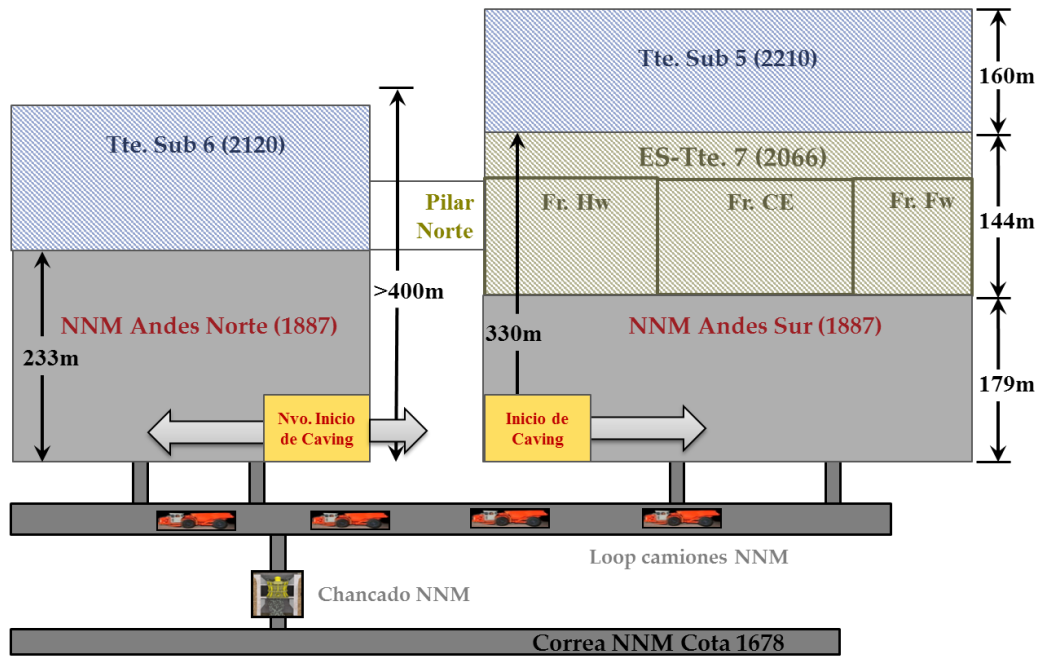 Tte. Sub 5 (2210)
160m
Tte. Sub 6 (2120)
ES-Tte. 7 (2066)
Pilar
Norte
Fr. Hw
Fr. CE
Fr. Fw
144m
>400m
NNM Andes Norte (1887)
330m
NNM Andes Sur (1887)
233m
179m
Nvo. Inicio
de Caving
Inicio de
Caving
Loop camiones NNM
Chancado NNM
Correa NNM Cota 1678